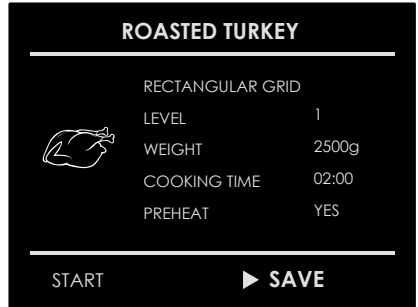 ROASTED TURKEY
RECTANGULAR GRID
LEVEL 1
WEIGHT 2500g
COOKING TIME 02:00
PREHEAT YES
START ▶ SAVE